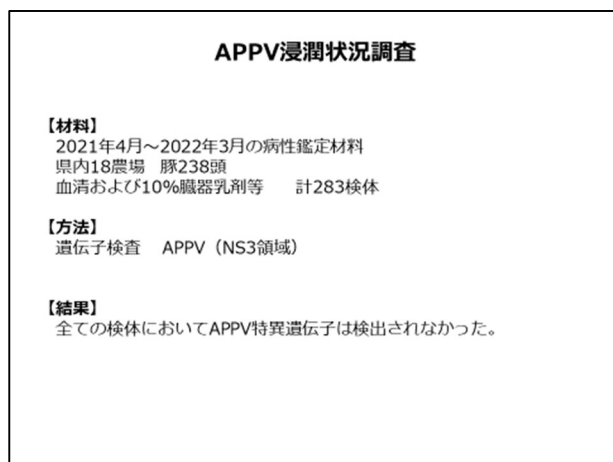 APPV浸潤状況調査
【材料】
2021年4月～2022年3月の病性鑑定材料
県内18農場　豚238頭
血清および10%臓器乳剤等　　計283検体
【方法】
遺伝子検査　APPV（NS3領域）
【結果】
全ての検体においてAPPV特異遺伝子は検出されなかった。